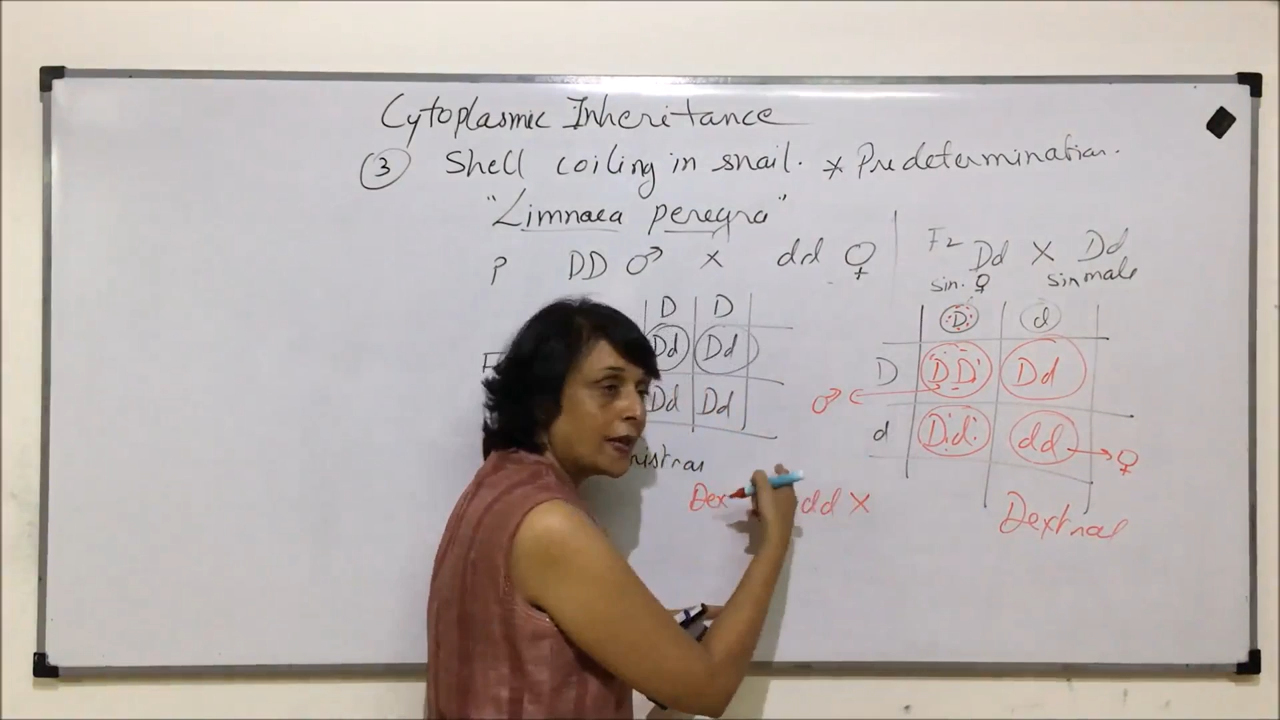 Cytoplasmic Inheritance
3 Shell coiling in snail. * Predetermination.
"Limnaea peregra"
P DD ♂ × dd ♀
D D
F
Dd Dd
Dd Dd
Dex dd ×
F2 Dd × Dd
sin. ♀ sin male
D d
D DD Dd
♂
d Dd dd ♀
Dextral